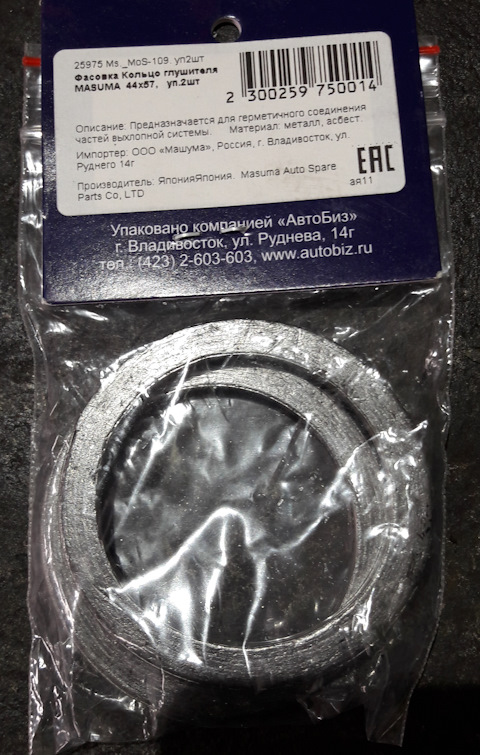 25975 Ms._MoS-109. уп2шт
Фасовка Кольцо глушителя
MASUMA 44x57, уп.2шт
2 300259 750014
Описание. Предназначается для герметичного соединения
частей выхлопной системы. Материал: металл, асбест.
Импортер: ООО «Машума», Россия, г. Владивосток, ул.
Руднего 14г
EAC
Производитель: ЯпонияЯпония. Masuma Auto Spare
Parts Co, LTD
ая11
Упаковано компанией «АвтоБиз»
г. Владивосток, ул. Руднева, 14г
тел.: (423) 2-603-603, www.autobiz.ru